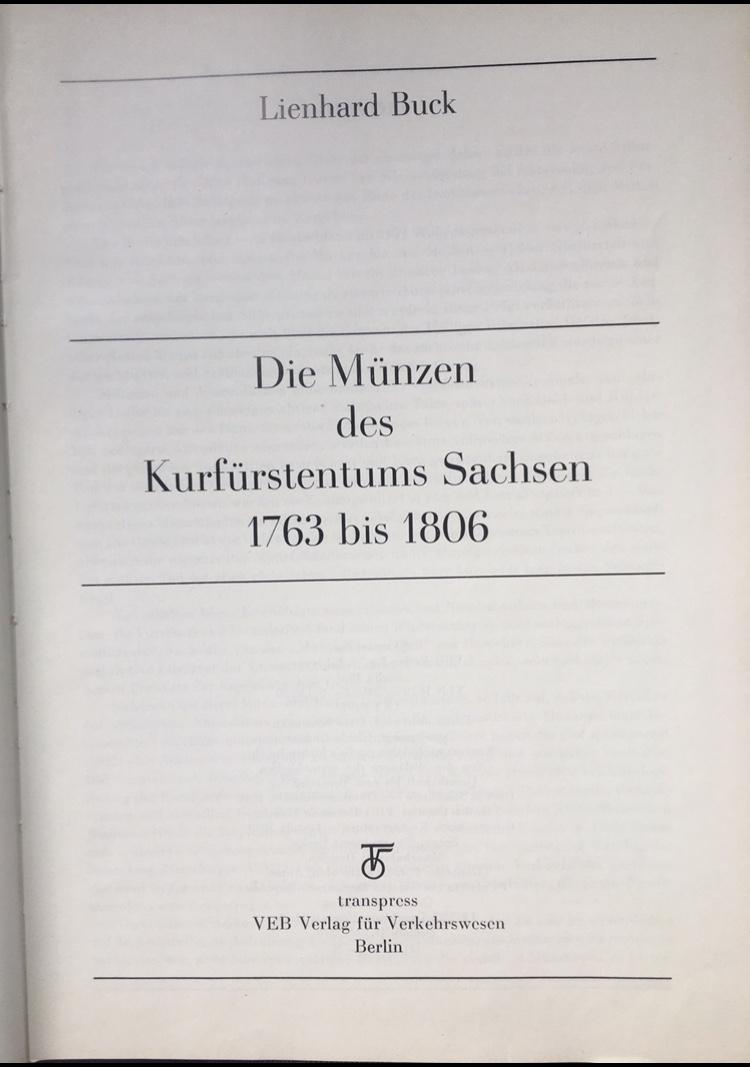 Lienhard Buck
Die Münzen
des
Kurfürstentums Sachsen
1763 bis 1806
transpress
VEB Verlag für Verkehrswesen
Berlin